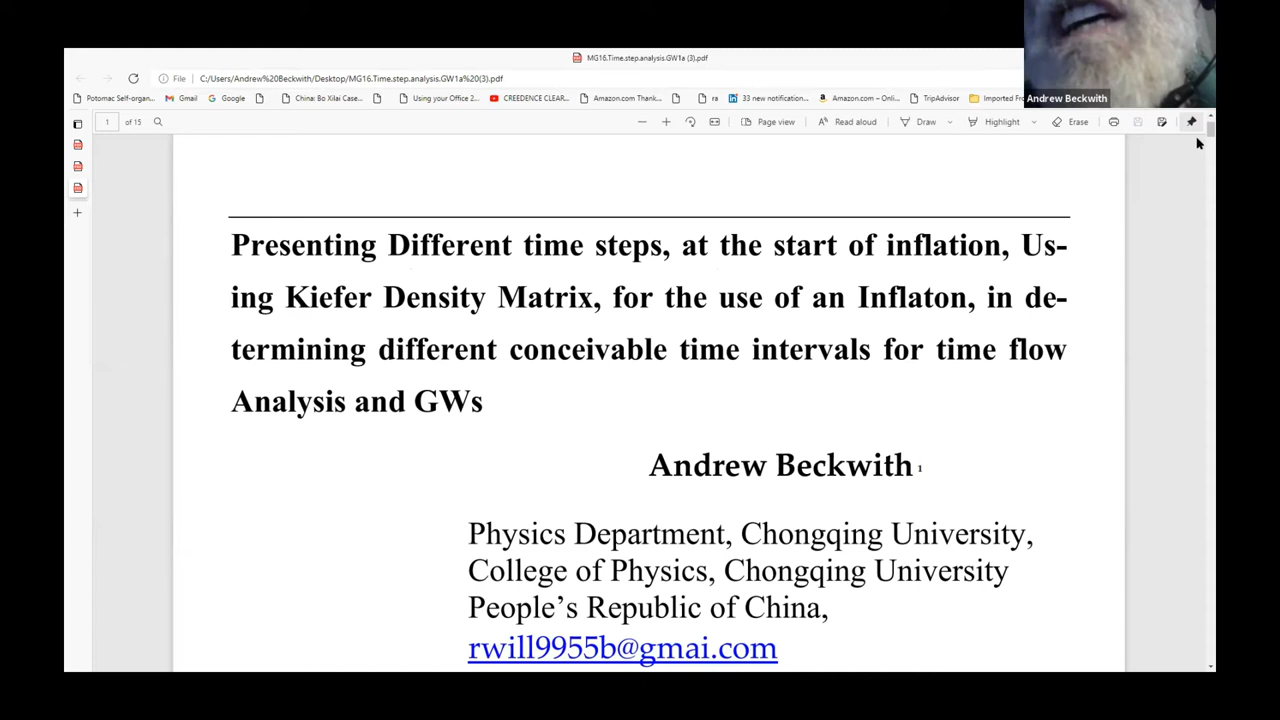 MG16.Time.step.analysis.GW1a (3).pdf
File C:/Users/Andrew%20Beckwith/Desktop/MG16.Time.step.analysis.GW1a%20(3).pdf
Andrew Beckwith
Potomac Self-organ... Gmail Google China: Bo Xilai Case... Using your Office 2... CREEDENCE CLEAR... Amazon.com Thank... ra 33 new notification... Amazon.com – Onli... TripAdvisor Imported Fro
1 of 15 Page view Read aloud Draw Highlight Erase
Presenting Different time steps, at the start of inflation, Us-
ing Kiefer Density Matrix, for the use of an Inflaton, in de-
termining different conceivable time intervals for time flow
Analysis and GWs
Andrew Beckwith 1
Physics Department, Chongqing University,
College of Physics, Chongqing University
People’s Republic of China,
rwill9955b@gmai.com